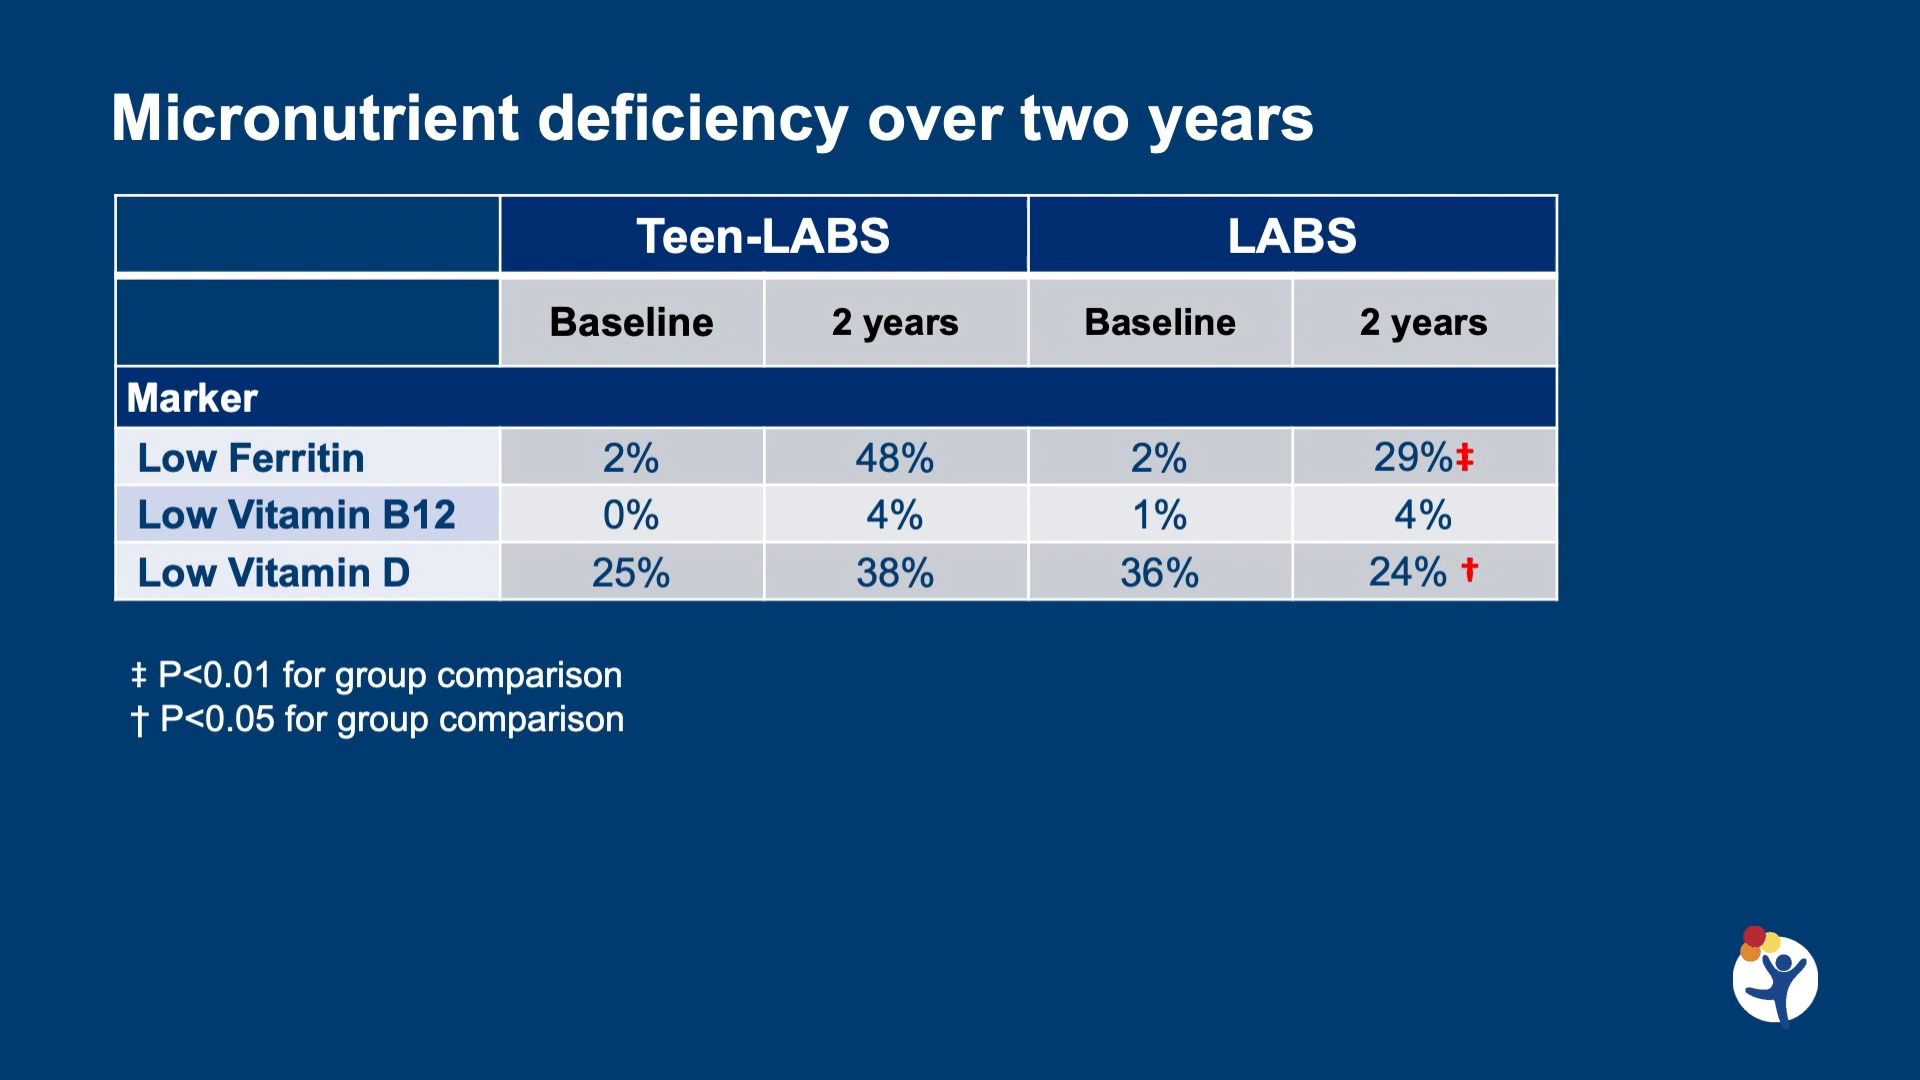 Micronutrient deficiency over two years
Teen-LABS LABS
Baseline 2 years Baseline 2 years
Marker
Low Ferritin 2% 48% 2% 29%‡
Low Vitamin B12 0% 4% 1% 4%
Low Vitamin D 25% 38% 36% 24% †
‡ P<0.01 for group comparison
† P<0.05 for group comparison